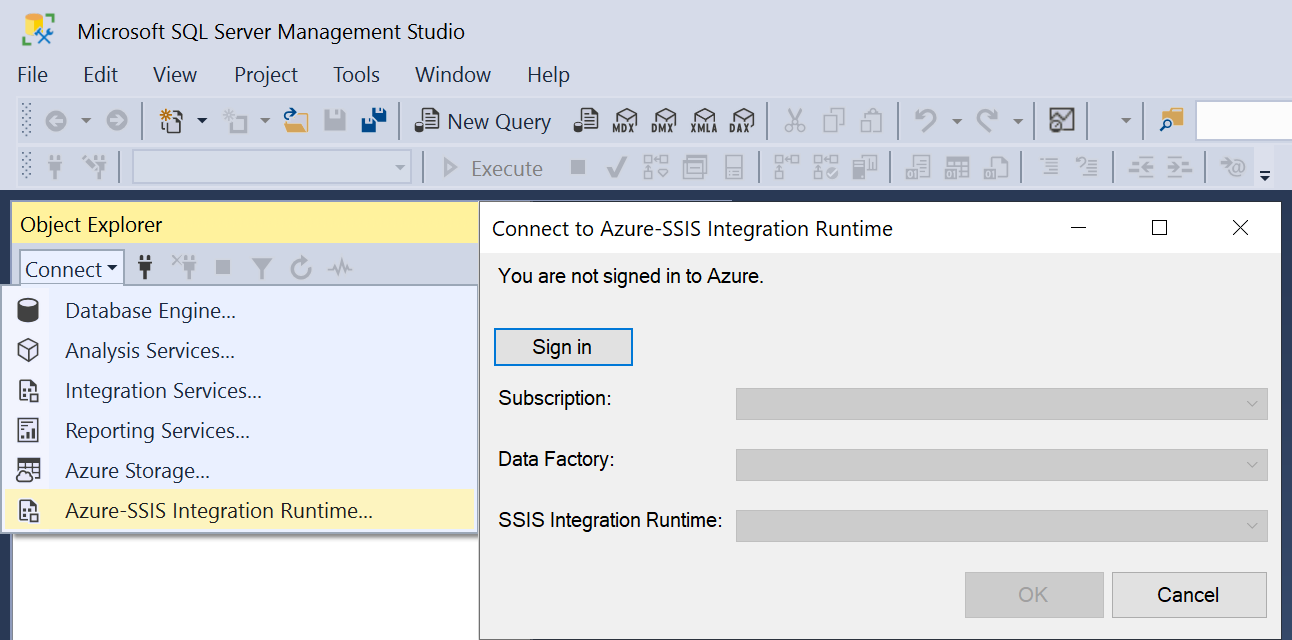 Microsoft SQL Server Management Studio
File Edit View Project Tools Window Help
New Query MDX DMX XMLA DAX
Execute
Object Explorer
Connect
Database Engine...
Analysis Services...
Integration Services...
Reporting Services...
Azure Storage...
Azure-SSIS Integration Runtime...
Connect to Azure-SSIS Integration Runtime
You are not signed in to Azure.
Sign in
Subscription:
Data Factory:
SSIS Integration Runtime:
OK Cancel